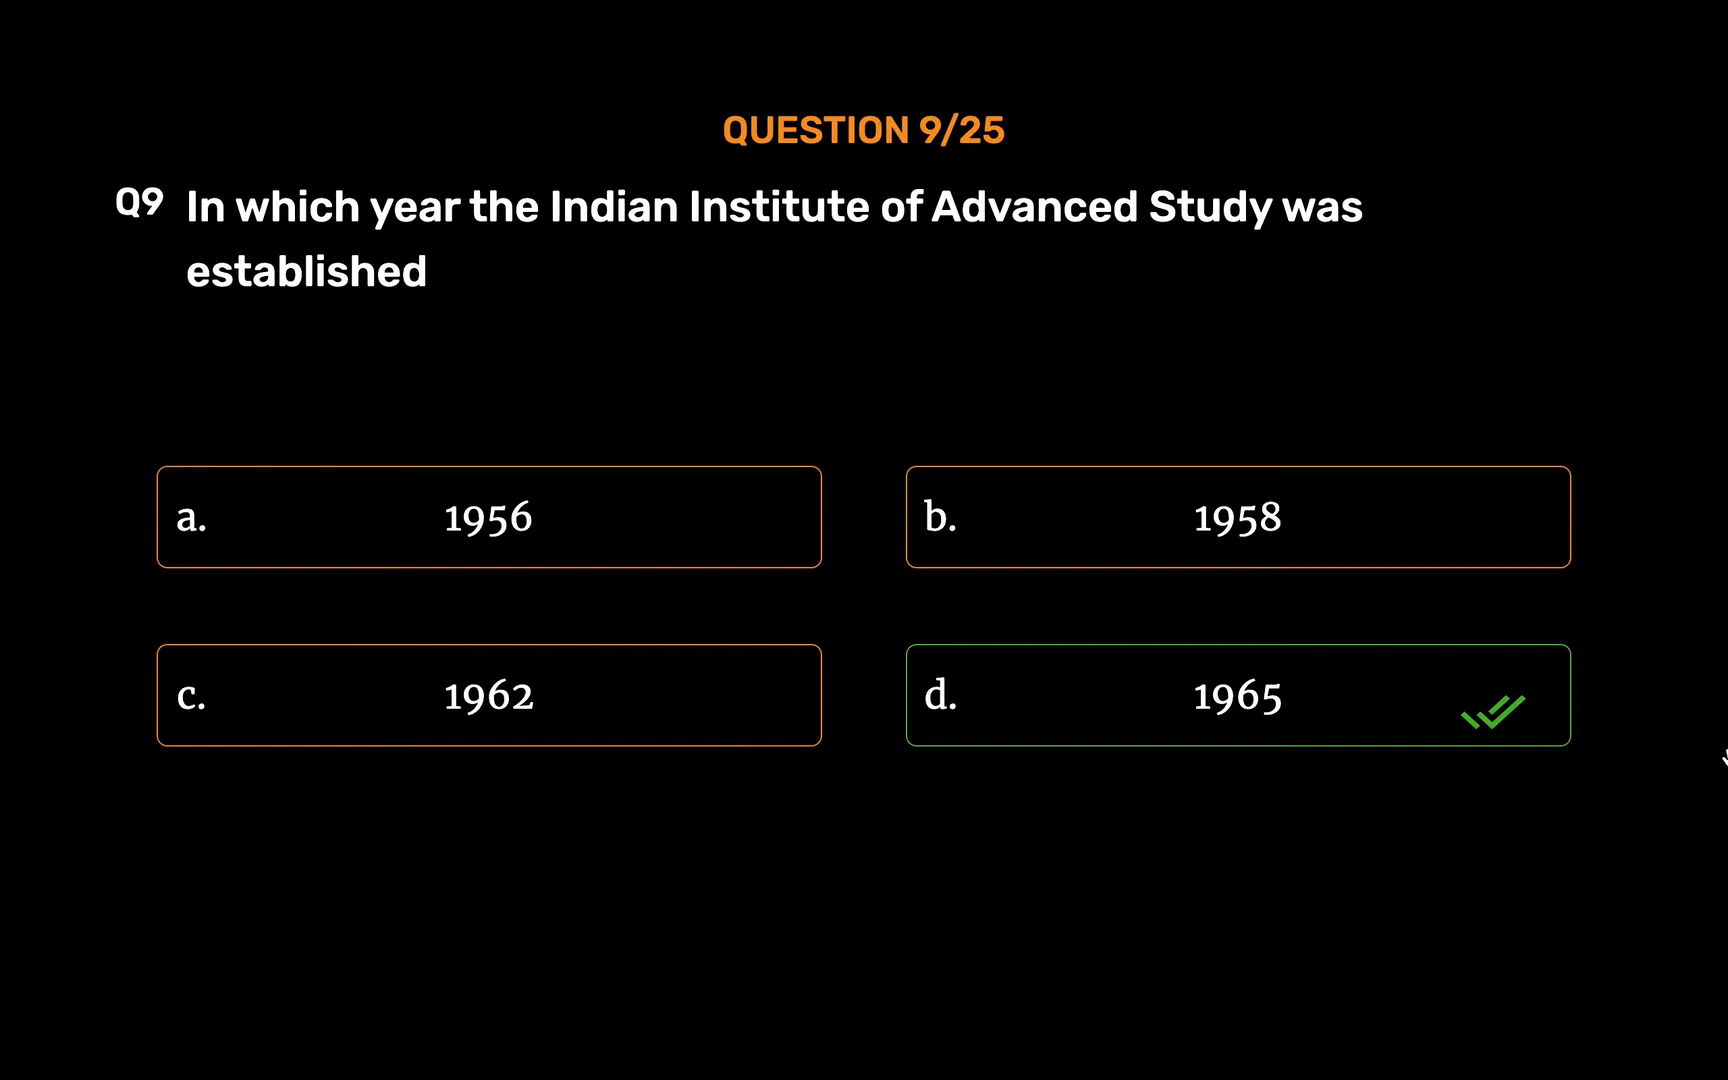 QUESTION 9/25
Q9 In which year the Indian Institute of Advanced Study was
established
a. 1956
b. 1958
c. 1962
d. 1965